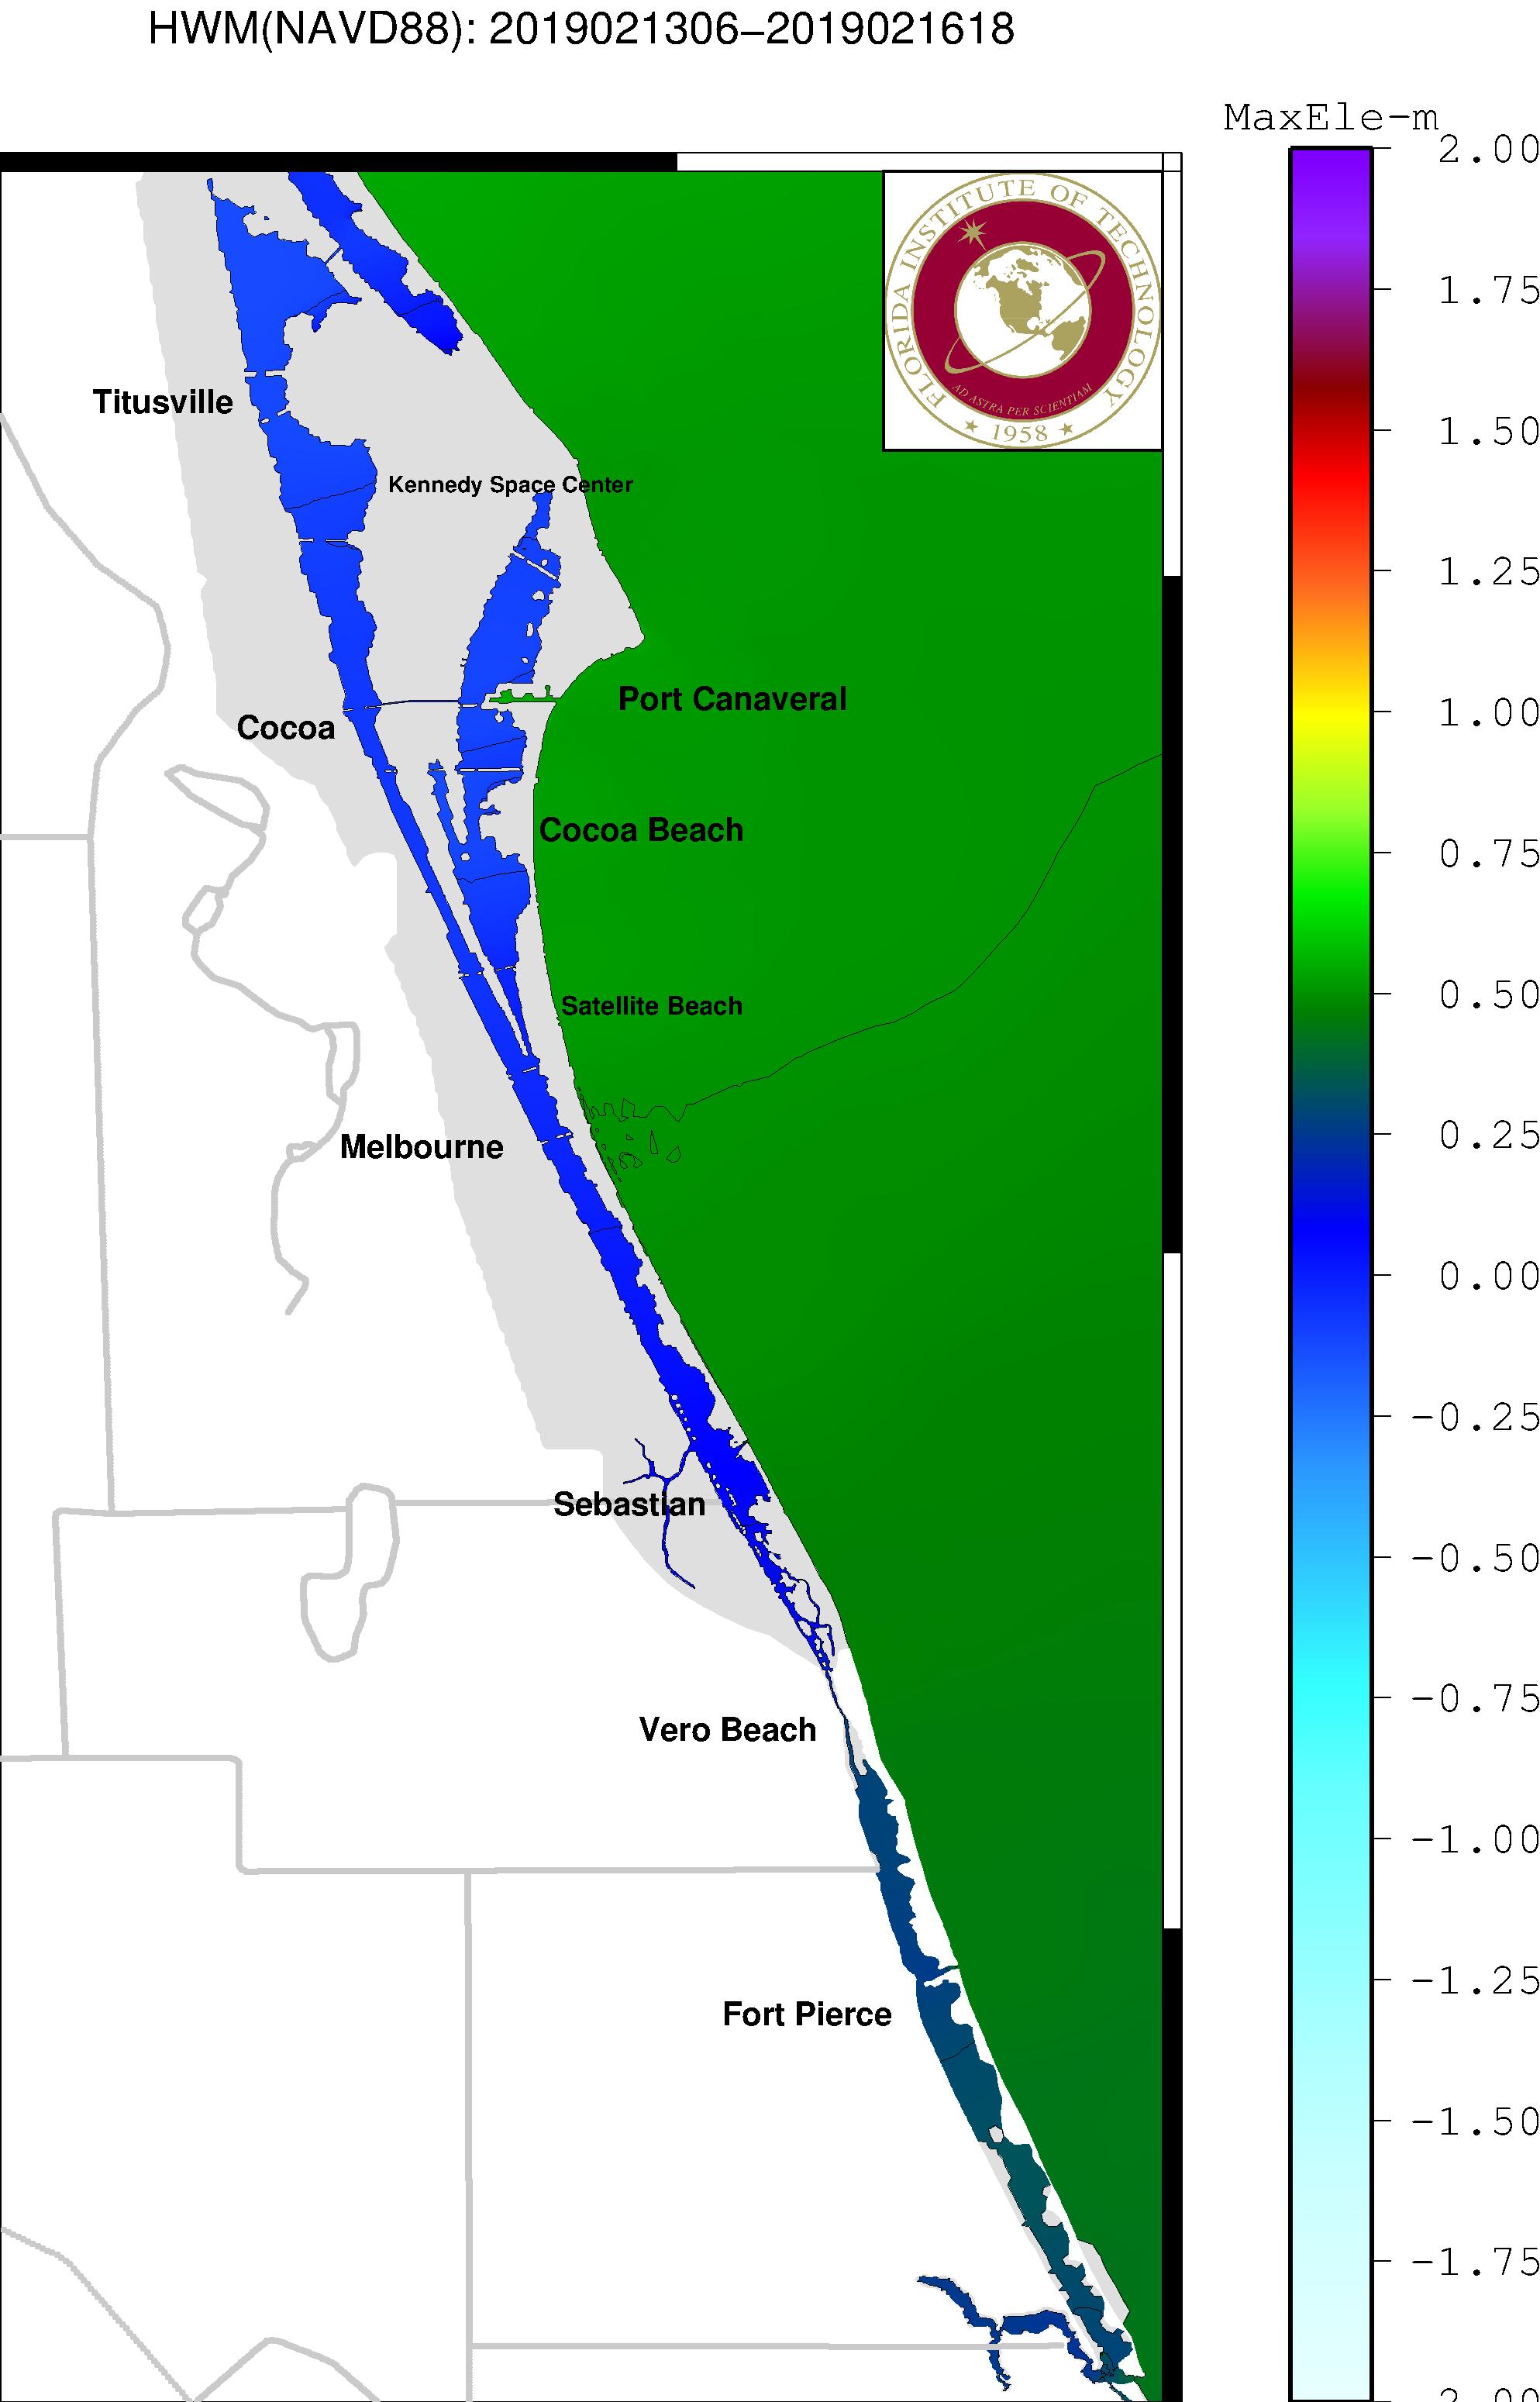 HWM(NAVD88): 2019021306–2019021618
MaxEle-m
2.00
1.75
1.50
1.25
1.00
0.75
0.50
0.25
0.00
-0.25
-0.50
-0.75
-1.00
-1.25
-1.50
-1.75
2.00
FLORIDA INSTITUTE OF TECHNOLOGY
AD ASTRA PER SCIENTIAM
1958
Titusville
Kennedy Space Center
Port Canaveral
Cocoa
Cocoa Beach
Satellite Beach
Melbourne
Sebastian
Vero Beach
Fort Pierce